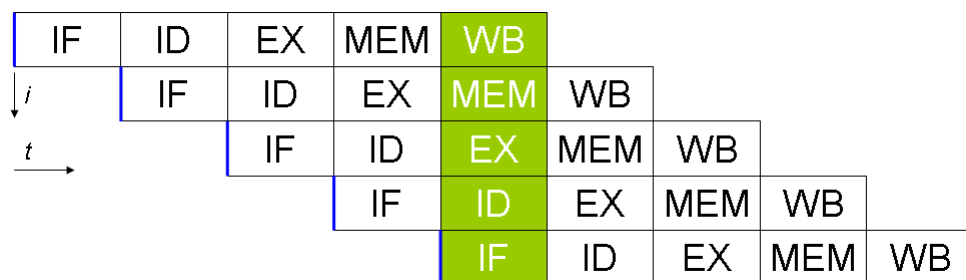 IF ID EX MEM WB
i IF ID EX MEM WB
t IF ID EX MEM WB
IF ID EX MEM WB
IF ID EX MEM WB